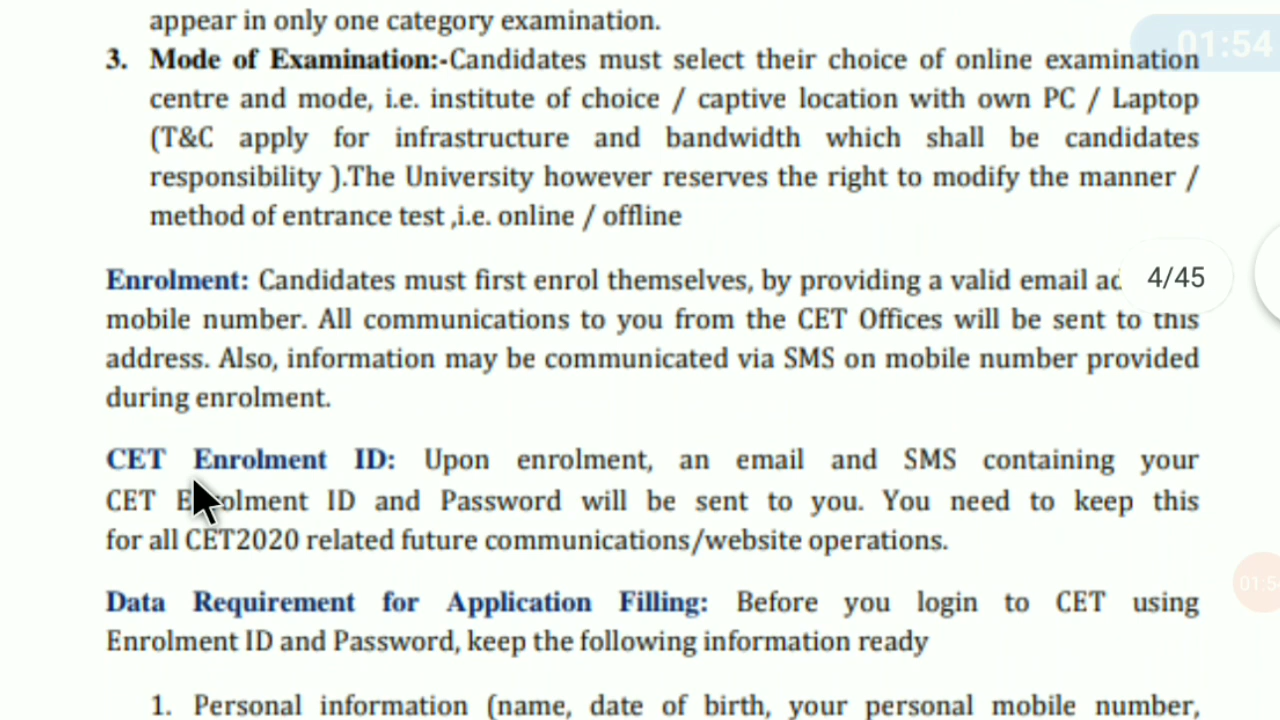 appear in only one category examination.
01:54
3. Mode of Examination:-Candidates must select their choice of online examination
centre and mode, i.e. institute of choice / captive location with own PC / Laptop
(T&C apply for infrastructure and bandwidth which shall be candidates
responsibility ).The University however reserves the right to modify the manner /
method of entrance test ,i.e. online / offline
Enrolment: Candidates must first enrol themselves, by providing a valid email
4/45
mobile number. All communications to you from the CET Offices will be sent to this
address. Also, information may be communicated via SMS on mobile number provided
during enrolment.
CET Enrolment ID: Upon enrolment, an email and SMS containing your
CET Enrolment ID and Password will be sent to you. You need to keep this
for all CET2020 related future communications/website operations.
Data Requirement for Application Filling: Before you login to CET using
Enrolment ID and Password, keep the following information ready
1. Personal information (name, date of birth, your personal mobile number,